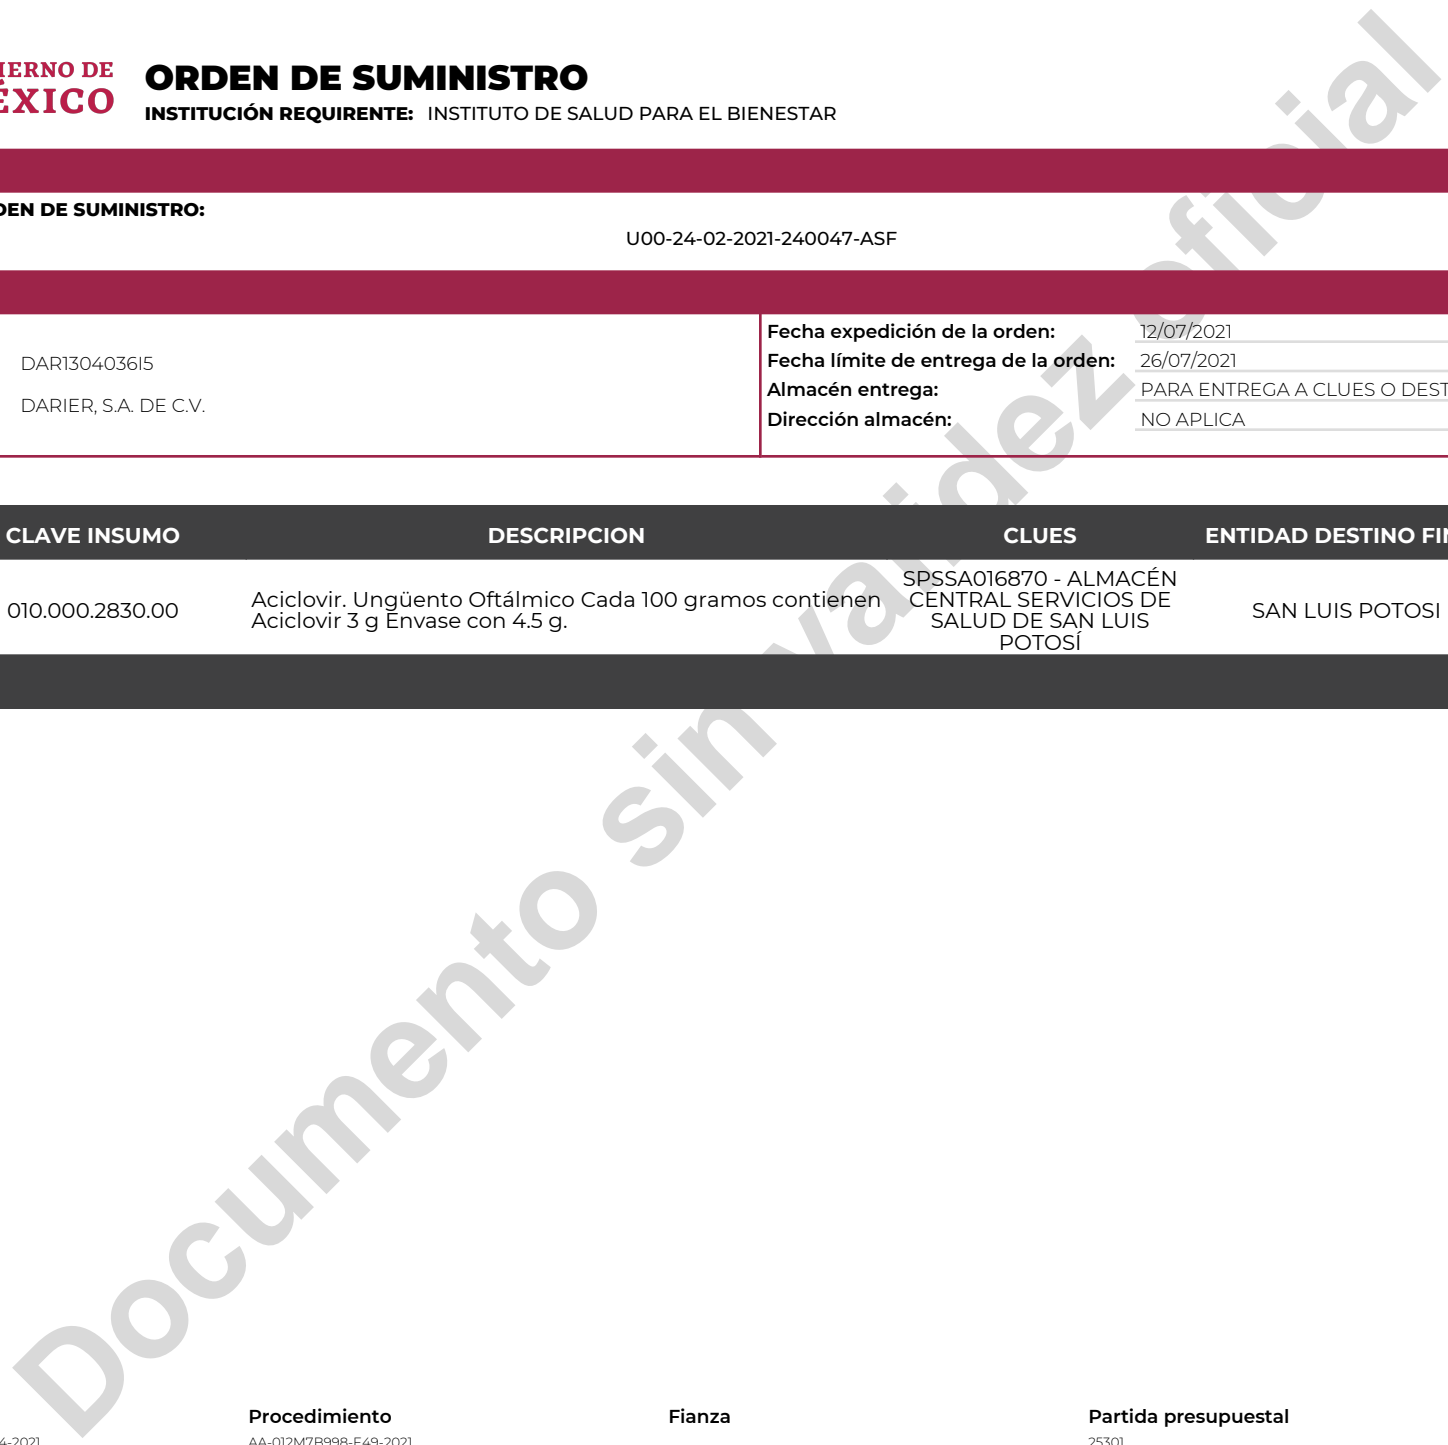 IERNO DE
ÉXICO
ORDEN DE SUMINISTRO
INSTITUCIÓN REQUIRENTE: INSTITUTO DE SALUD PARA EL BIENESTAR
DEN DE SUMINISTRO:
U00-24-02-2021-240047-ASF
DAR1304036I5
DARIER, S.A. DE C.V.
Fecha expedición de la orden: 12/07/2021
Fecha límite de entrega de la orden: 26/07/2021
Almacén entrega: PARA ENTREGA A CLUES O DEST
Dirección almacén: NO APLICA
CLAVE INSUMO DESCRIPCION CLUES ENTIDAD DESTINO FIN
010.000.2830.00
Aciclovir. Ungüento Oftálmico Cada 100 gramos contienen
Aciclovir 3 g Envase con 4.5 g.
SPSSA016870 - ALMACÉN
CENTRAL SERVICIOS DE
SALUD DE SAN LUIS
POTOSÍ
SAN LUIS POTOSI
Documento sin validez oficial
Procedimiento Fianza Partida presupuestal
4-2021 AA-012M7B998-E49-2021 25301